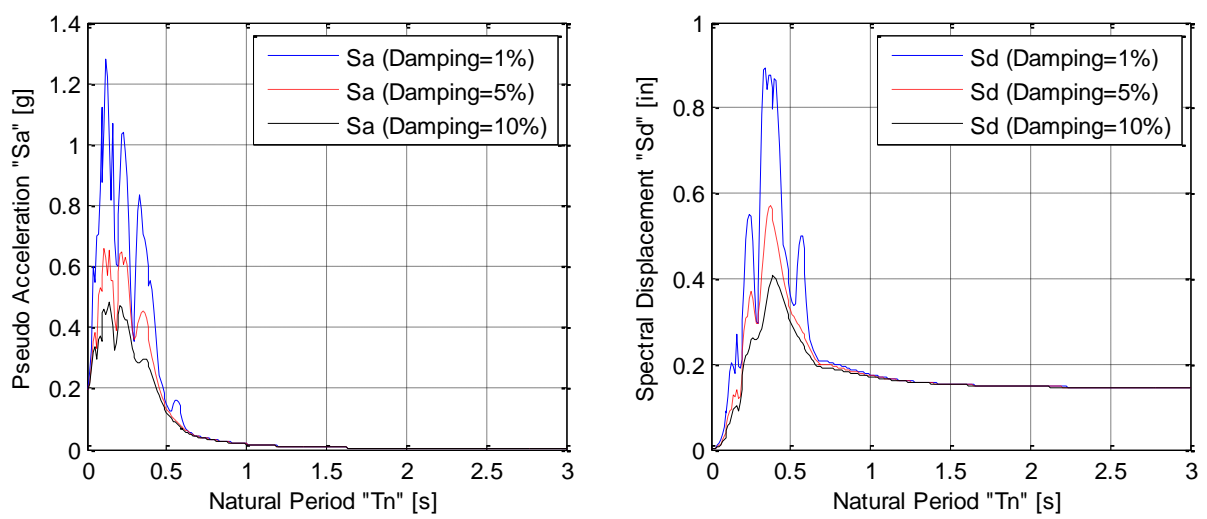 1.4
1.2
1
0.8
0.6
0.4
0.2
0
Pseudo Acceleration "Sa" [g]
Sa (Damping=1%)
Sa (Damping=5%)
Sa (Damping=10%)
0 0.5 1 1.5 2 2.5 3
Natural Period "Tn" [s]
1
0.8
0.6
0.4
0.2
0
Spectral Displacement "Sd" [in]
Sd (Damping=1%)
Sd (Damping=5%)
Sd (Damping=10%)
0 0.5 1 1.5 2 2.5 3
Natural Period "Tn" [s]